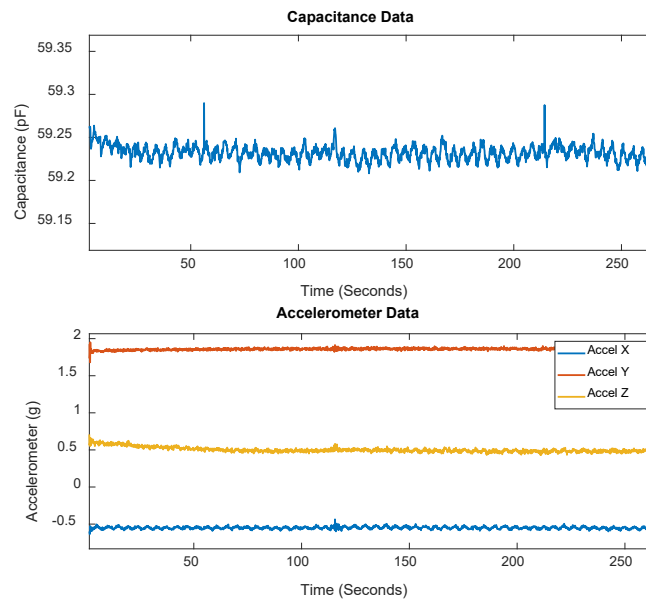 Capacitance Data
59.35
59.3
59.25
59.2
59.15
Capacitance (pF)
50
100
150
200
250
Time (Seconds)
Accelerometer Data
2
1.5
1
0.5
0
-0.5
Accelerometer (g)
Accel X
Accel Y
Accel Z
50
100
150
200
250
Time (Seconds)